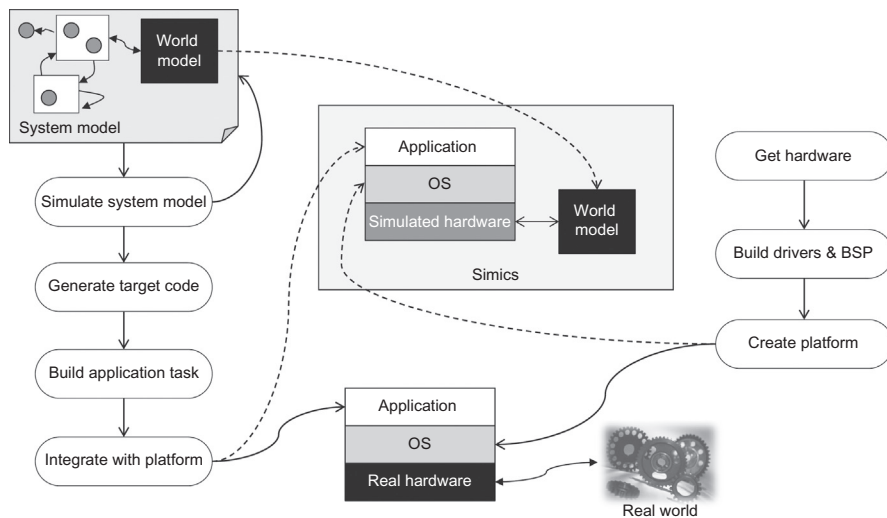 World
model
System model
Simulate system model
Generate target code
Build application task
Integrate with platform
Application
OS
Simulated hardware
World
model
Simics
Get hardware
Build drivers & BSP
Create platform
Application
OS
Real hardware
Real world